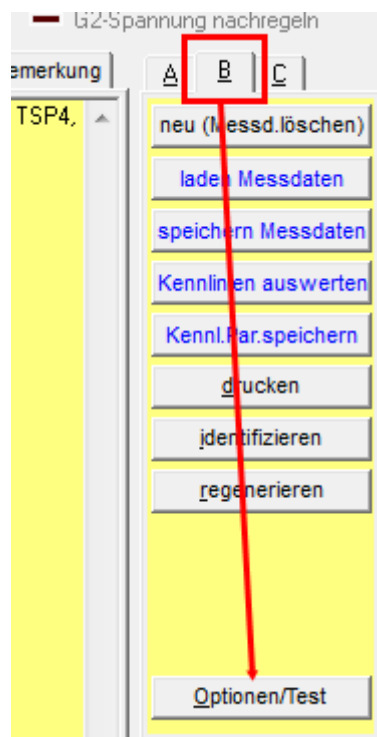 G2-Spannung nachregeln
emerkung
A B C
TSP4,
neu (Messd.löschen)
laden Messdaten
speichern Messdaten
Kennlinien auswerten
Kennl.Par.speichern
drucken
identifizieren
regenerieren
Optionen/Test